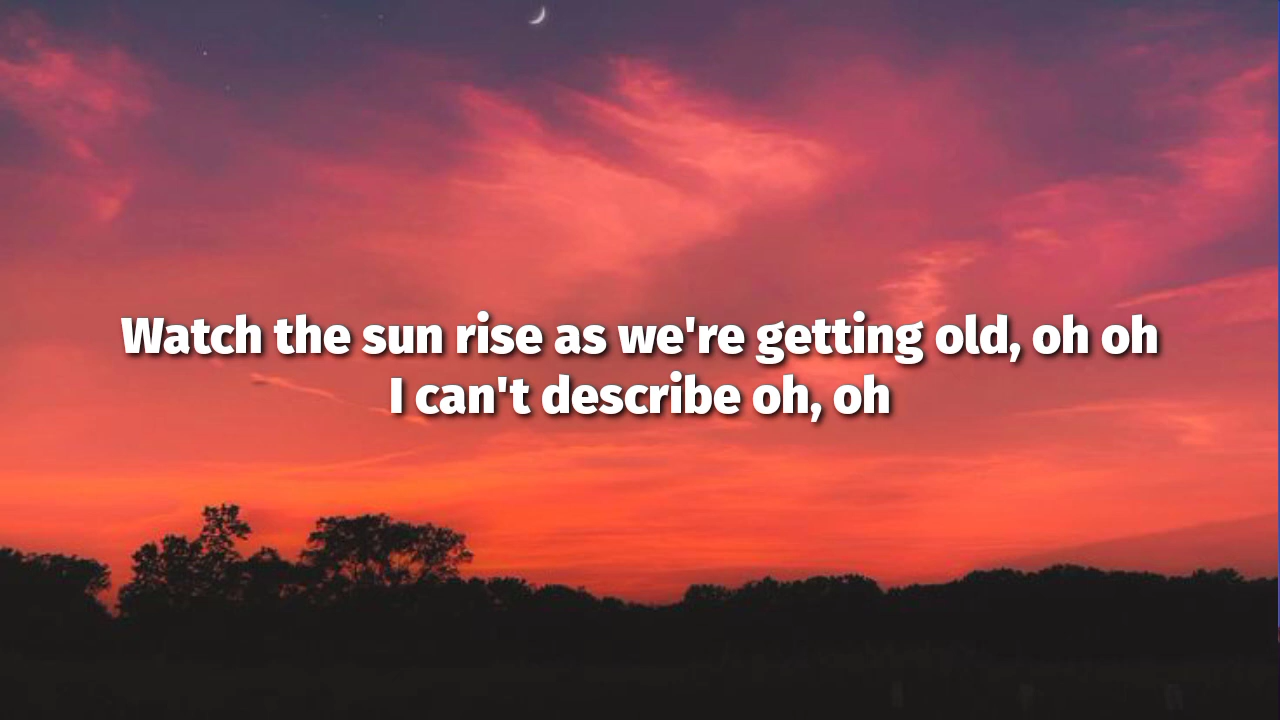 Watch the sun rise as we're getting old, oh oh
I can't describe oh, oh